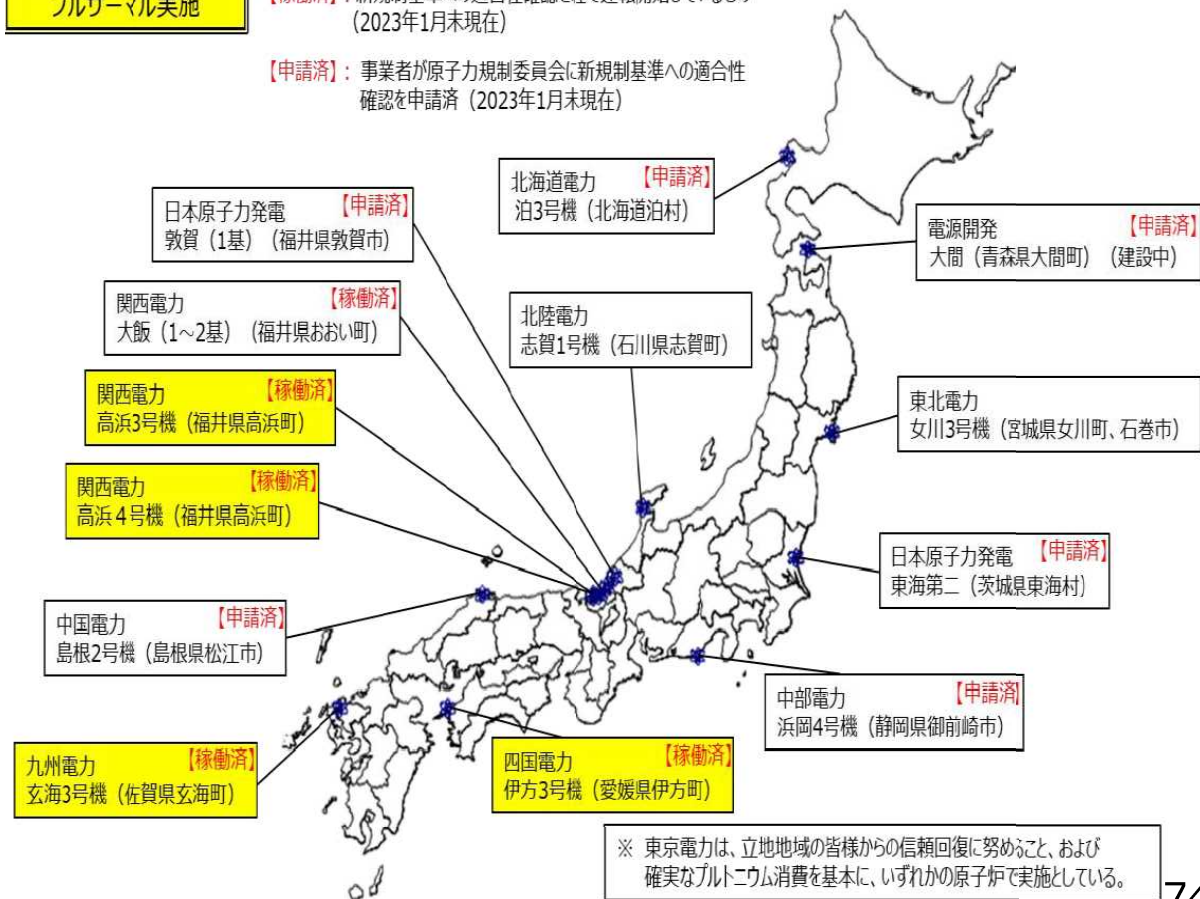 プルサーマル実施
(2023年1月末現在)
【申請済】: 事業者が原子力規制委員会に新規制基準への適合性
確認を申請済(2023年1月末現在)
北海道電力 【申請済】
泊3号機(北海道泊村)
日本原子力発電 【申請済】
敦賀(1基)(福井県敦賀市)
電源開発 【申請済】
大間(青森県大間町)(建設中)
関西電力 【稼働済】
大飯(1~2基)(福井県おおい町)
北陸電力
志賀1号機(石川県志賀町)
関西電力 【稼働済】
高浜3号機(福井県高浜町)
東北電力
女川3号機(宮城県女川町、石巻市)
関西電力 【稼働済】
高浜4号機(福井県高浜町)
日本原子力発電 【申請済】
東海第二(茨城県東海村)
中国電力 【申請済】
島根2号機(島根県松江市)
中部電力 【申請済】
浜岡4号機(静岡県御前崎市)
九州電力 【稼働済】
玄海3号機(佐賀県玄海町)
四国電力 【稼働済】
伊方3号機(愛媛県伊方町)
※ 東京電力は、立地地域の皆様からの信頼回復に努めること、および
確実なプルトニウム消費を基本に、いずれかの原子炉で実施としている。